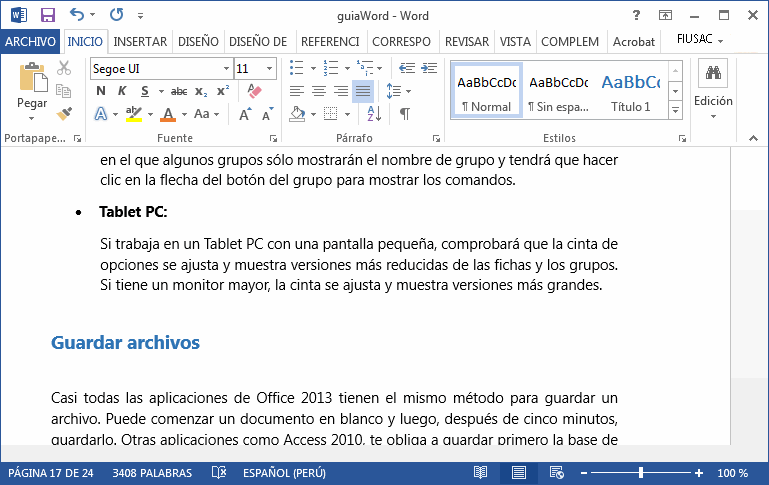 guiaWord - Word
ARCHIVO INICIO INSERTAR DISEÑO DISEÑO DE REFERENCI CORRESPO REVISAR VISTA COMPLEM Acrobat FIUSAC
Pegar
Segoe UI 11
N K S abc x₂ x²
A A Aa A A
AaBbCcDc AaBbCcDc AaBbCc
¶ Normal ¶ Sin espa... Título 1
Edición
Portapape... Fuente Párrafo Estilos
en el que algunos grupos sólo mostrarán el nombre de grupo y tendrá que hacer
clic en la flecha del botón del grupo para mostrar los comandos.
• Tablet PC:
Si trabaja en un Tablet PC con una pantalla pequeña, comprobará que la cinta de
opciones se ajusta y muestra versiones más reducidas de las fichas y los grupos.
Si tiene un monitor mayor, la cinta se ajusta y muestra versiones más grandes.
Guardar archivos
Casi todas las aplicaciones de Office 2013 tienen el mismo método para guardar un
archivo. Puede comenzar un documento en blanco y luego, después de cinco minutos,
guardarlo. Otras aplicaciones como Access 2010, te obliga a guardar primero la base de
PÁGINA 17 DE 24 3408 PALABRAS ESPAÑOL (PERÚ) 100 %